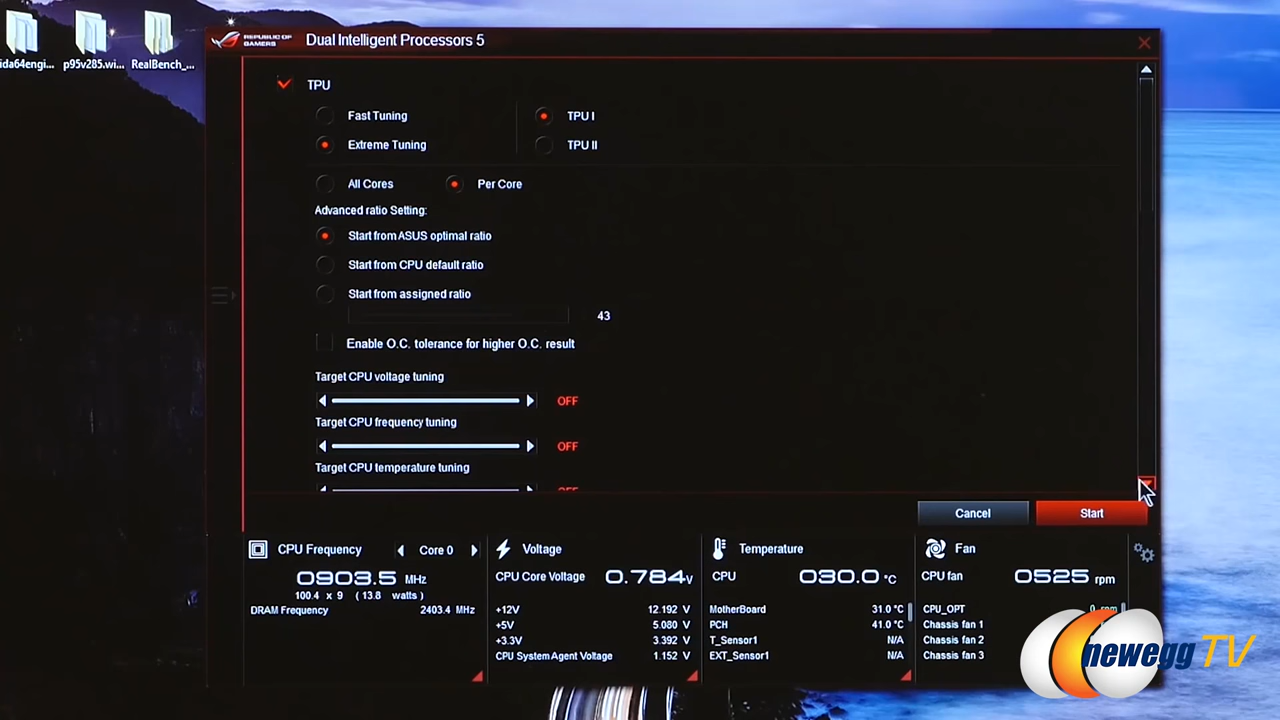 ida64engi...
p95v285.wi...
RealBench_...
REPUBLIC OF
GAMERS
Dual Intelligent Processors 5
TPU
Fast Tuning
TPU I
Extreme Tuning
TPU II
All Cores
Per Core
Advanced ratio Setting:
Start from ASUS optimal ratio
Start from CPU default ratio
Start from assigned ratio
43
Enable O.C. tolerance for higher O.C. result
Target CPU voltage tuning
OFF
Target CPU frequency tuning
OFF
Target CPU temperature tuning
OFF
Cancel
Start
CPU Frequency
Core 0
0903.5 MHz
100.4 x 9 ( 13.8 watts )
DRAM Frequency 2403.4 MHz
Voltage
CPU Core Voltage 0.784v
+12V 12.192 V
+5V 5.080 V
+3.3V 3.392 V
CPU System Agent Voltage 1.152 V
Temperature
CPU 030.0 °C
MotherBoard 31.0 °C
PCH 41.0 °C
T_Sensor1 N/A
EXT_Sensor1 N/A
Fan
CPU fan 0525 rpm
CPU_OPT 0 rpm
Chassis fan 1
Chassis fan 2
Chassis fan 3
newegg TV